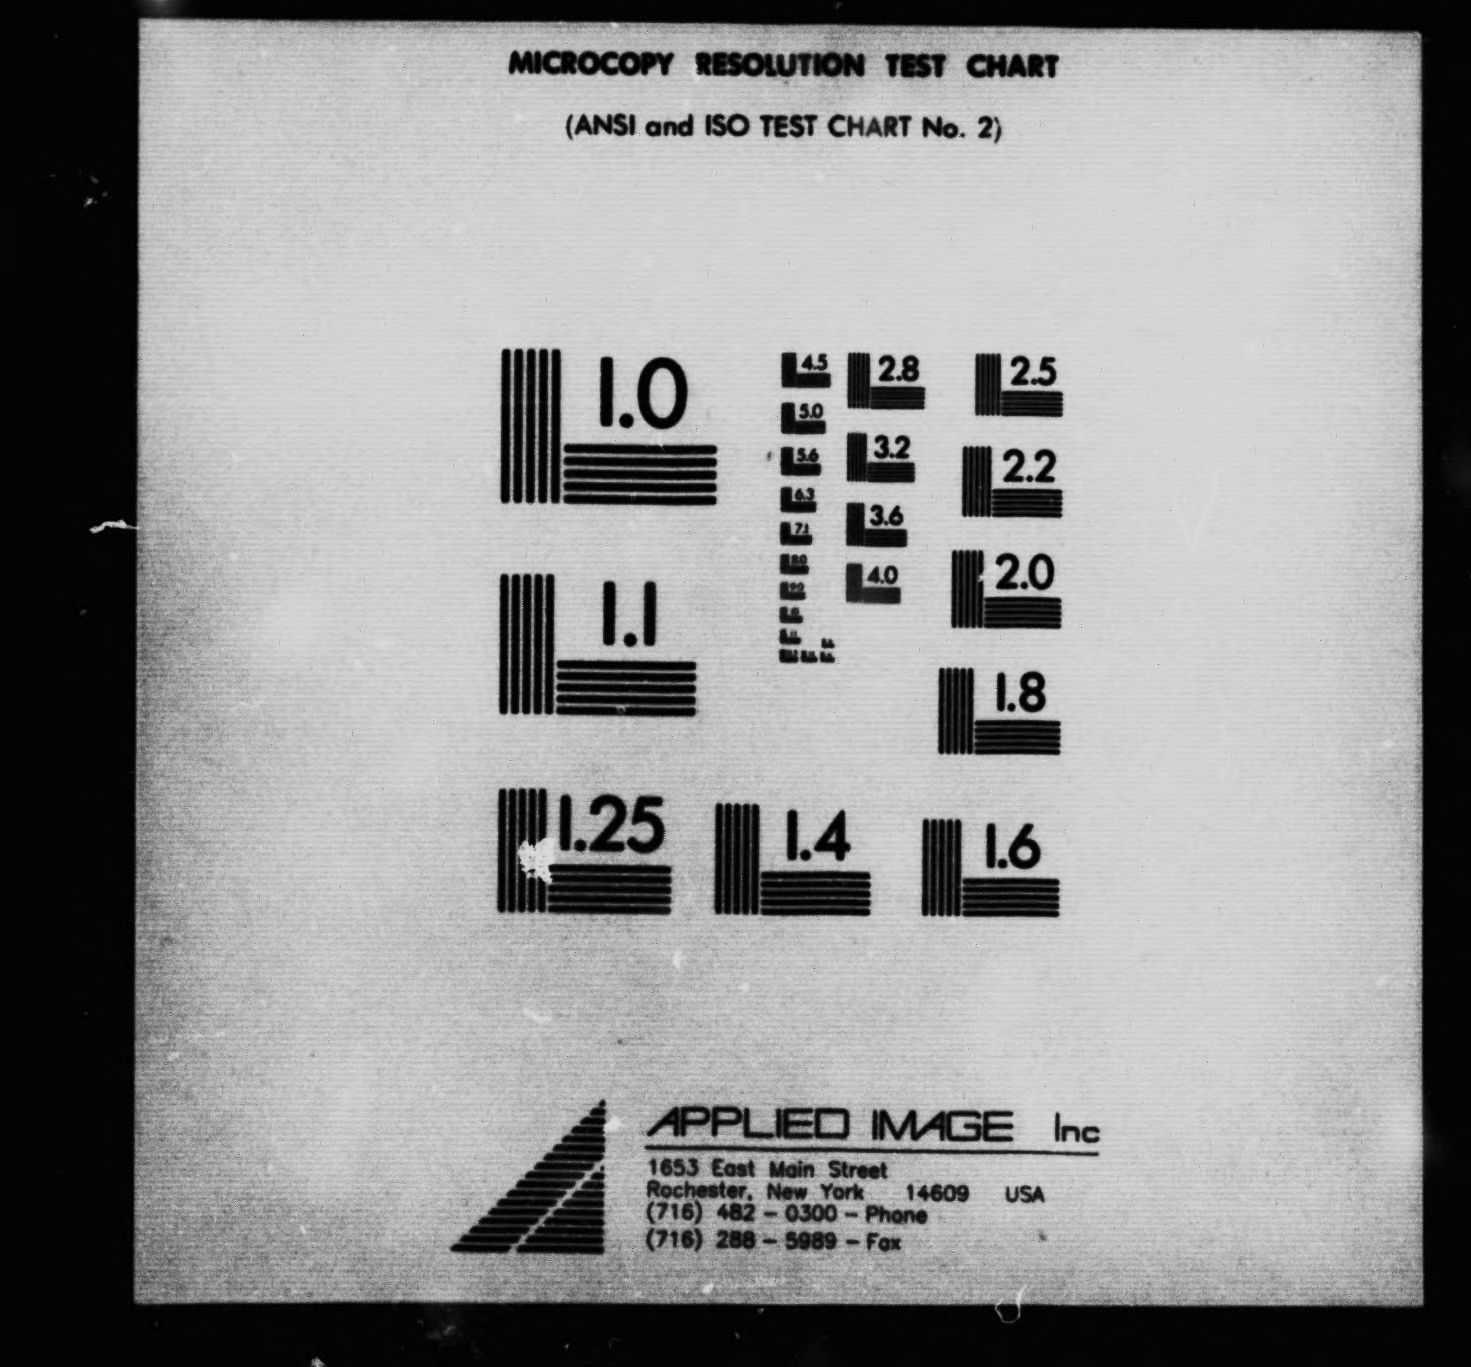 MICROCOPY RESOLUTION TEST CHART
(ANSI and ISO TEST CHART No. 2)
1.0
1.1
1.25
1.4
1.6
4.5
5.0
5.6
6.3
7.1
8.0
2.8
3.2
3.6
4.0
2.5
2.2
2.0
1.8
APPLIED IMAGE Inc
1653 East Main Street
Rochester, New York 14609 USA
(716) 482 - 0300 - Phone
(716) 288 - 5989 - Fax